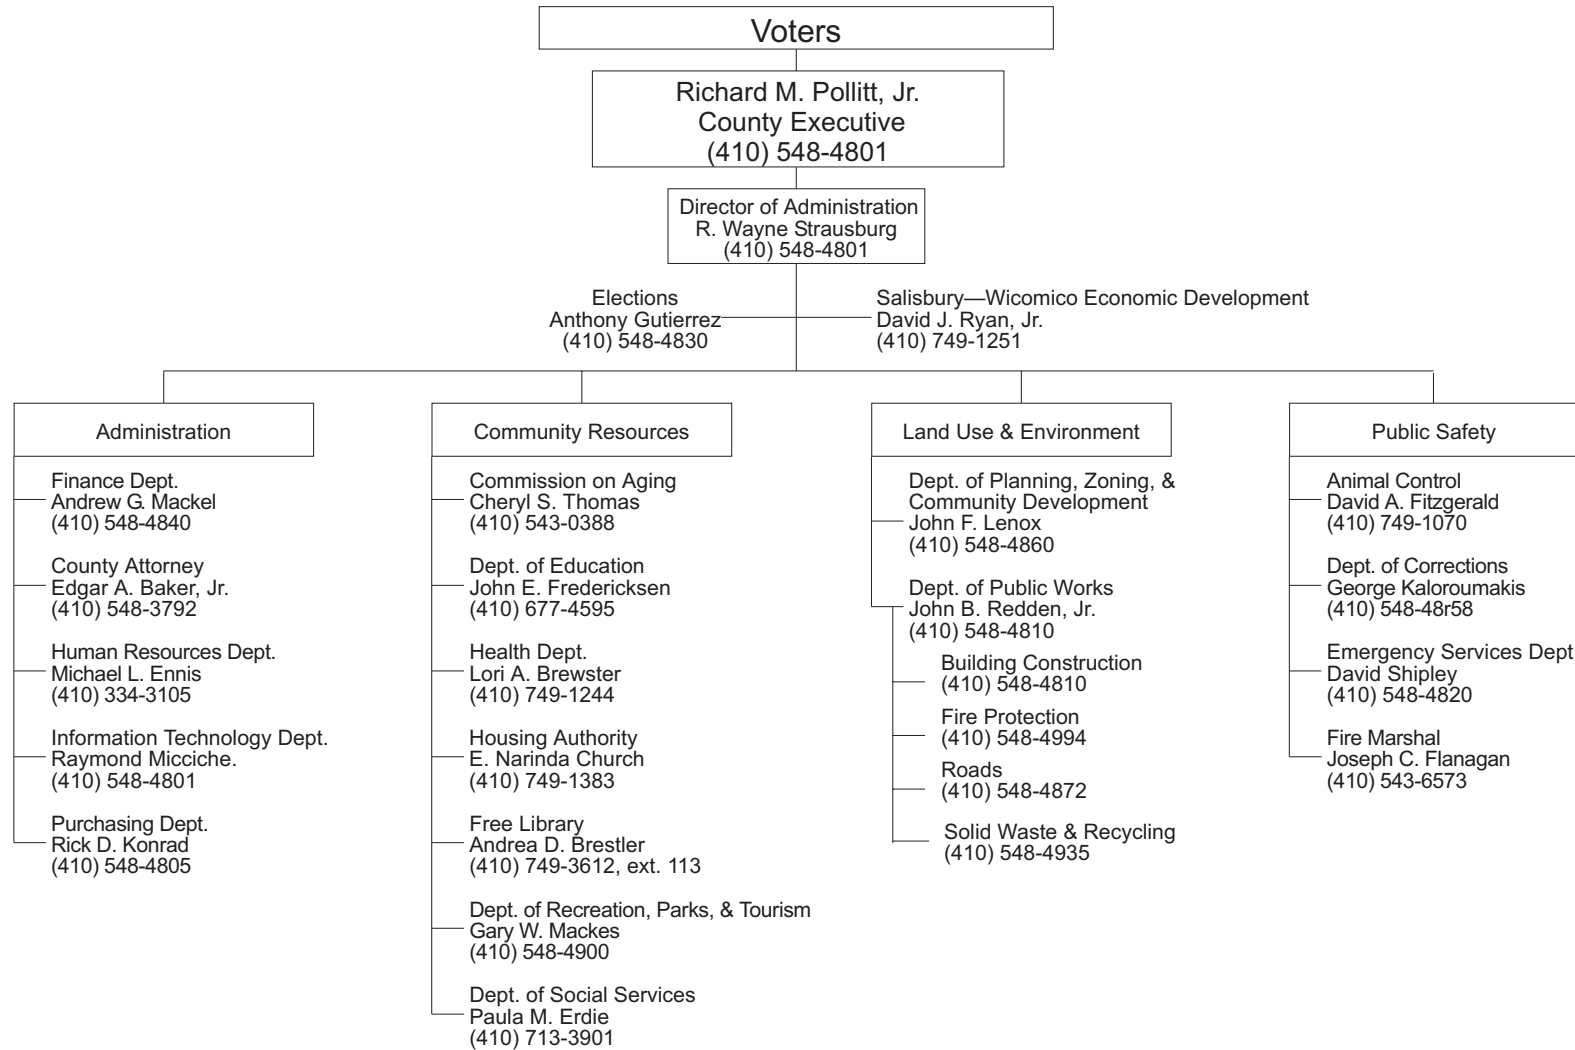 Voters
Richard M. Pollitt, Jr.
County Executive
(410) 548-4801
Director of Administration
R. Wayne Strausburg
(410) 548-4801
Elections
Anthony Gutierrez
(410) 548-4830
Salisbury—Wicomico Economic Development
David J. Ryan, Jr.
(410) 749-1251
Administration
Finance Dept.
Andrew G. Mackel
(410) 548-4840
County Attorney
Edgar A. Baker, Jr.
(410) 548-3792
Human Resources Dept.
Michael L. Ennis
(410) 334-3105
Information Technology Dept.
Raymond Micciche.
(410) 548-4801
Purchasing Dept.
Rick D. Konrad
(410) 548-4805
Community Resources
Commission on Aging
Cheryl S. Thomas
(410) 543-0388
Dept. of Education
John E. Fredericksen
(410) 677-4595
Health Dept.
Lori A. Brewster
(410) 749-1244
Housing Authority
E. Narinda Church
(410) 749-1383
Free Library
Andrea D. Brestler
(410) 749-3612, ext. 113
Dept. of Recreation, Parks, & Tourism
Gary W. Mackes
(410) 548-4900
Dept. of Social Services
Paula M. Erdie
(410) 713-3901
Land Use & Environment
Dept. of Planning, Zoning, &
Community Development
John F. Lenox
(410) 548-4860
Dept. of Public Works
John B. Redden, Jr.
(410) 548-4810
Building Construction
(410) 548-4810
Fire Protection
(410) 548-4994
Roads
(410) 548-4872
Solid Waste & Recycling
(410) 548-4935
Public Safety
Animal Control
David A. Fitzgerald
(410) 749-1070
Dept. of Corrections
George Kaloroumakis
(410) 548-48r58
Emergency Services Dept
David Shipley
(410) 548-4820
Fire Marshal
Joseph C. Flanagan
(410) 543-6573